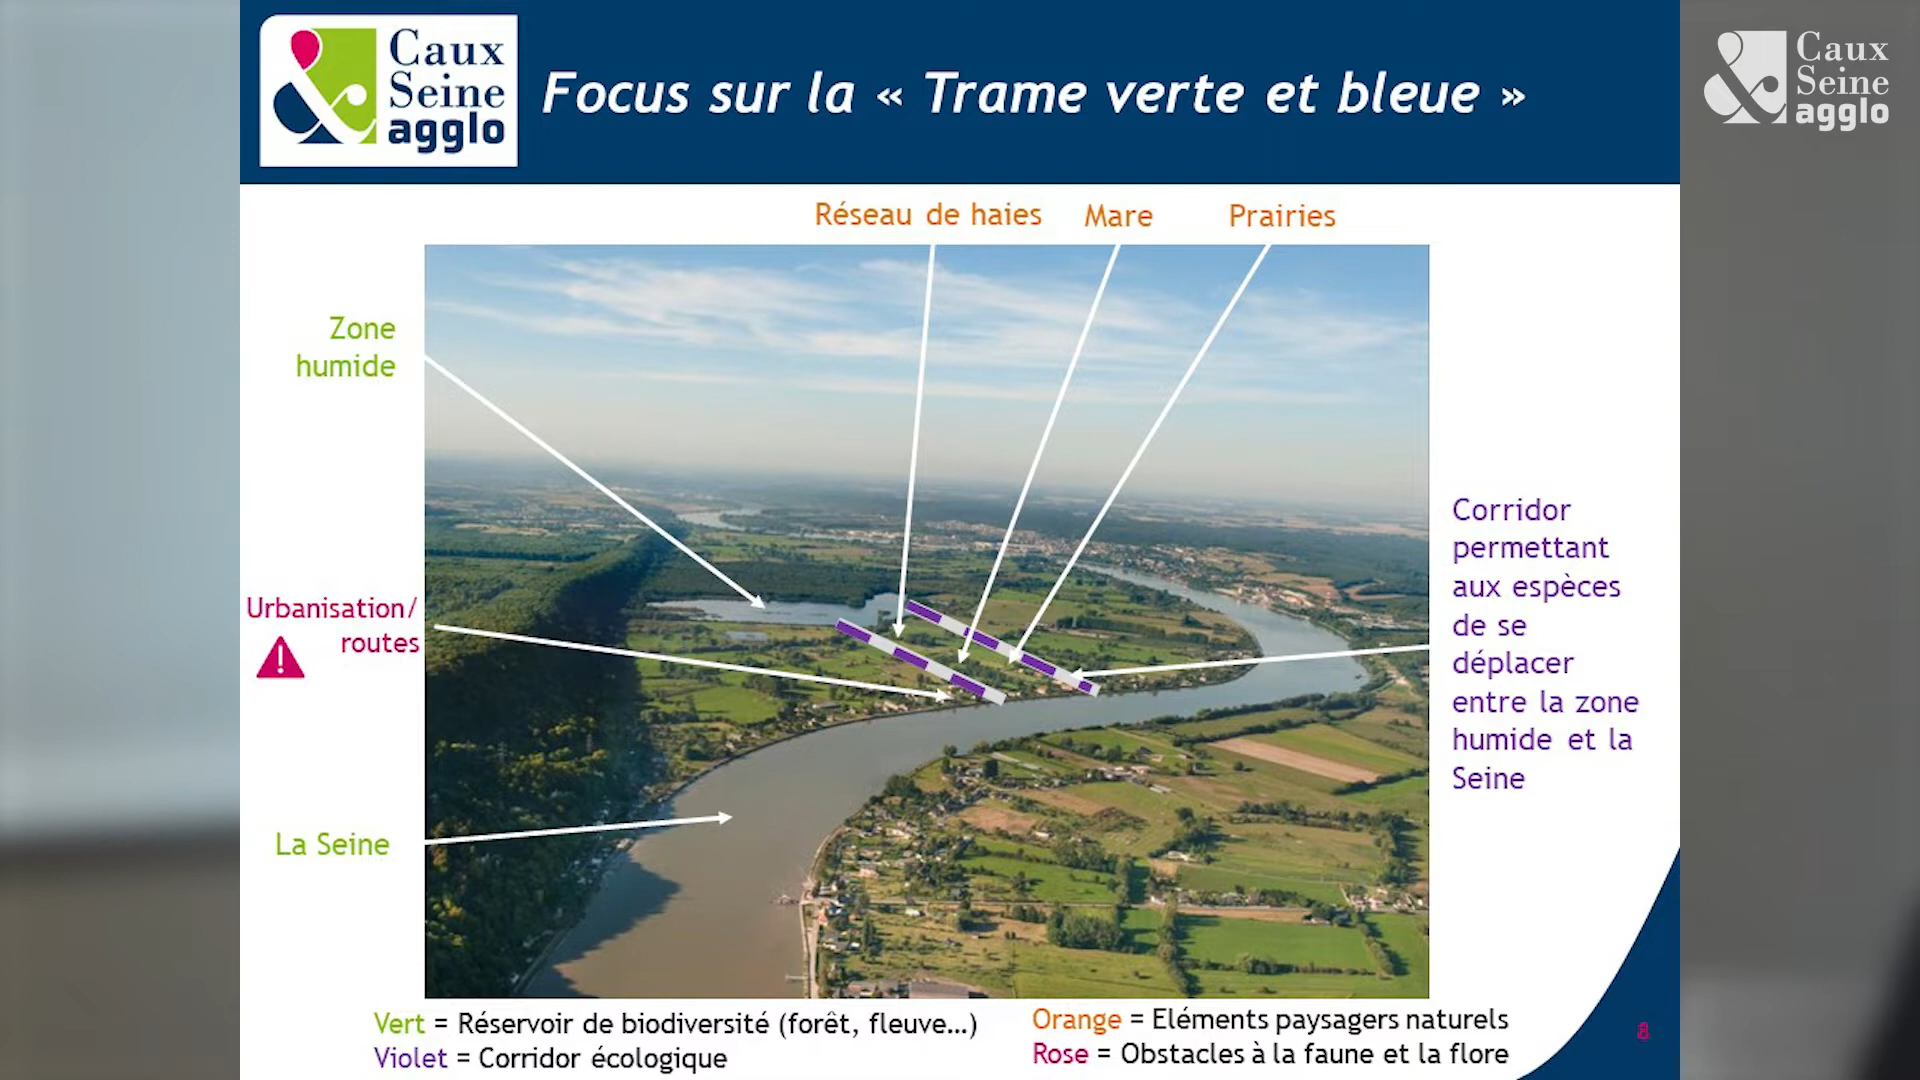 Caux
Seine
agglo
Focus sur la « Trame verte et bleue »
Caux
Seine
agglo
Réseau de haies
Mare
Prairies
Zone
humide
Corridor
permettant
aux espèces
de se
déplacer
entre la zone
humide et la
Seine
Urbanisation/
routes
!
La Seine
Vert = Réservoir de biodiversité (forêt, fleuve…)
Violet = Corridor écologique
Orange = Eléments paysagers naturels
Rose = Obstacles à la faune et la flore
8